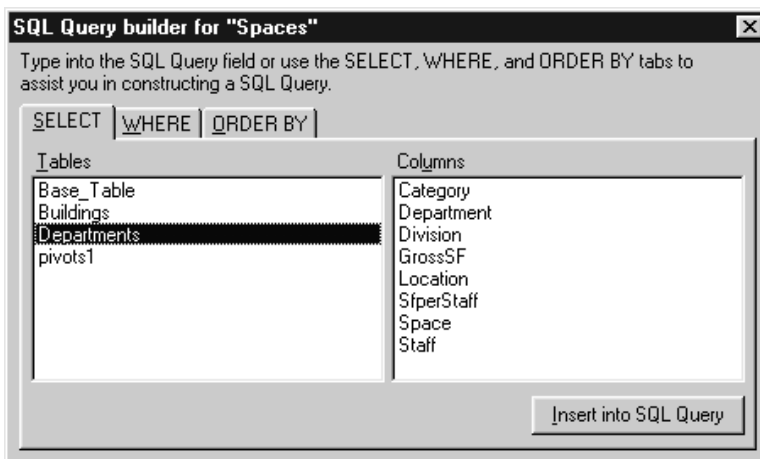 SQL Query builder for "Spaces"
Type into the SQL Query field or use the SELECT, WHERE, and ORDER BY tabs to
assist you in constructing a SQL Query.
SELECT WHERE ORDER BY
Tables
Base_Table
Buildings
Departments
pivots1
Columns
Category
Department
Division
GrossSF
Location
SfperStaff
Space
Staff
Insert into SQL Query